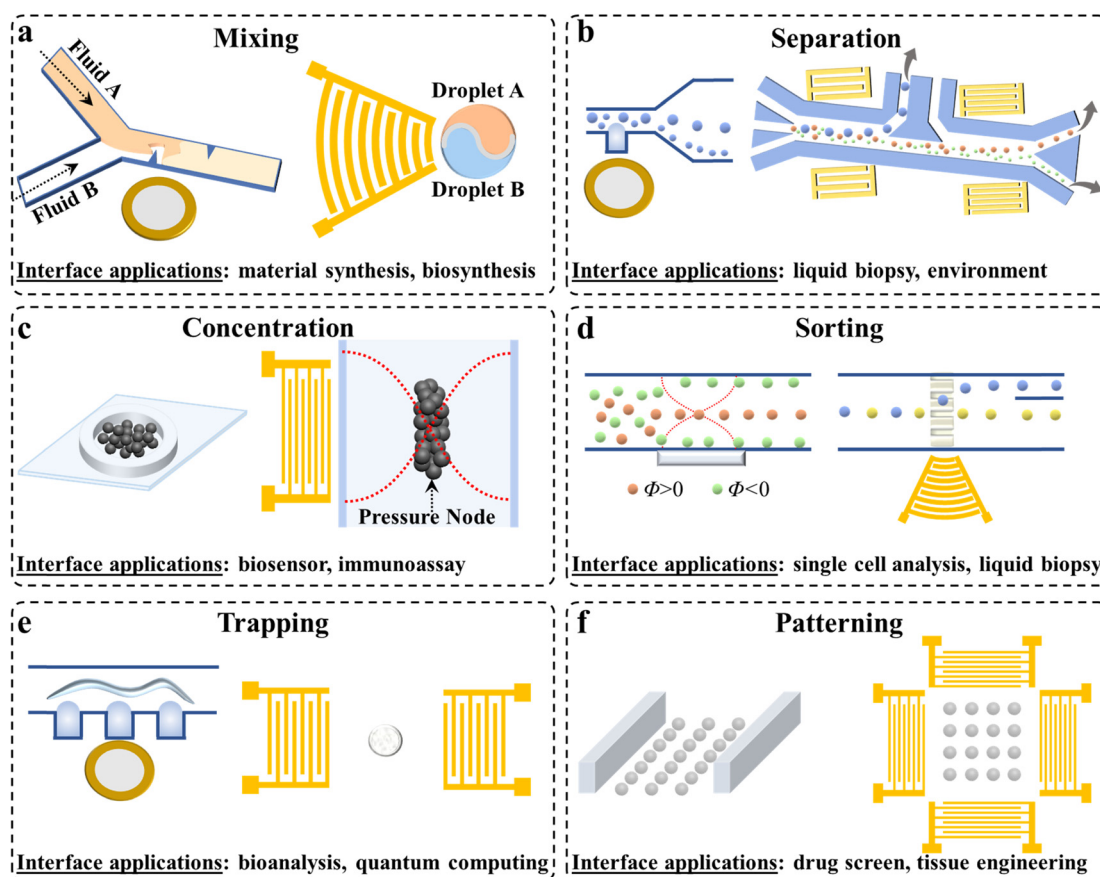 a
Mixing
Fluid A
Fluid B
Droplet A
Droplet B
Interface applications: material synthesis, biosynthesis
b
Separation
Interface applications: liquid biopsy, environment
c
Concentration
Pressure Node
Interface applications: biosensor, immunoassay
d
Sorting
Φ>0 Φ<0
Interface applications: single cell analysis, liquid biopsy
e
Trapping
Interface applications: bioanalysis, quantum computing
f
Patterning
Interface applications: drug screen, tissue engineering